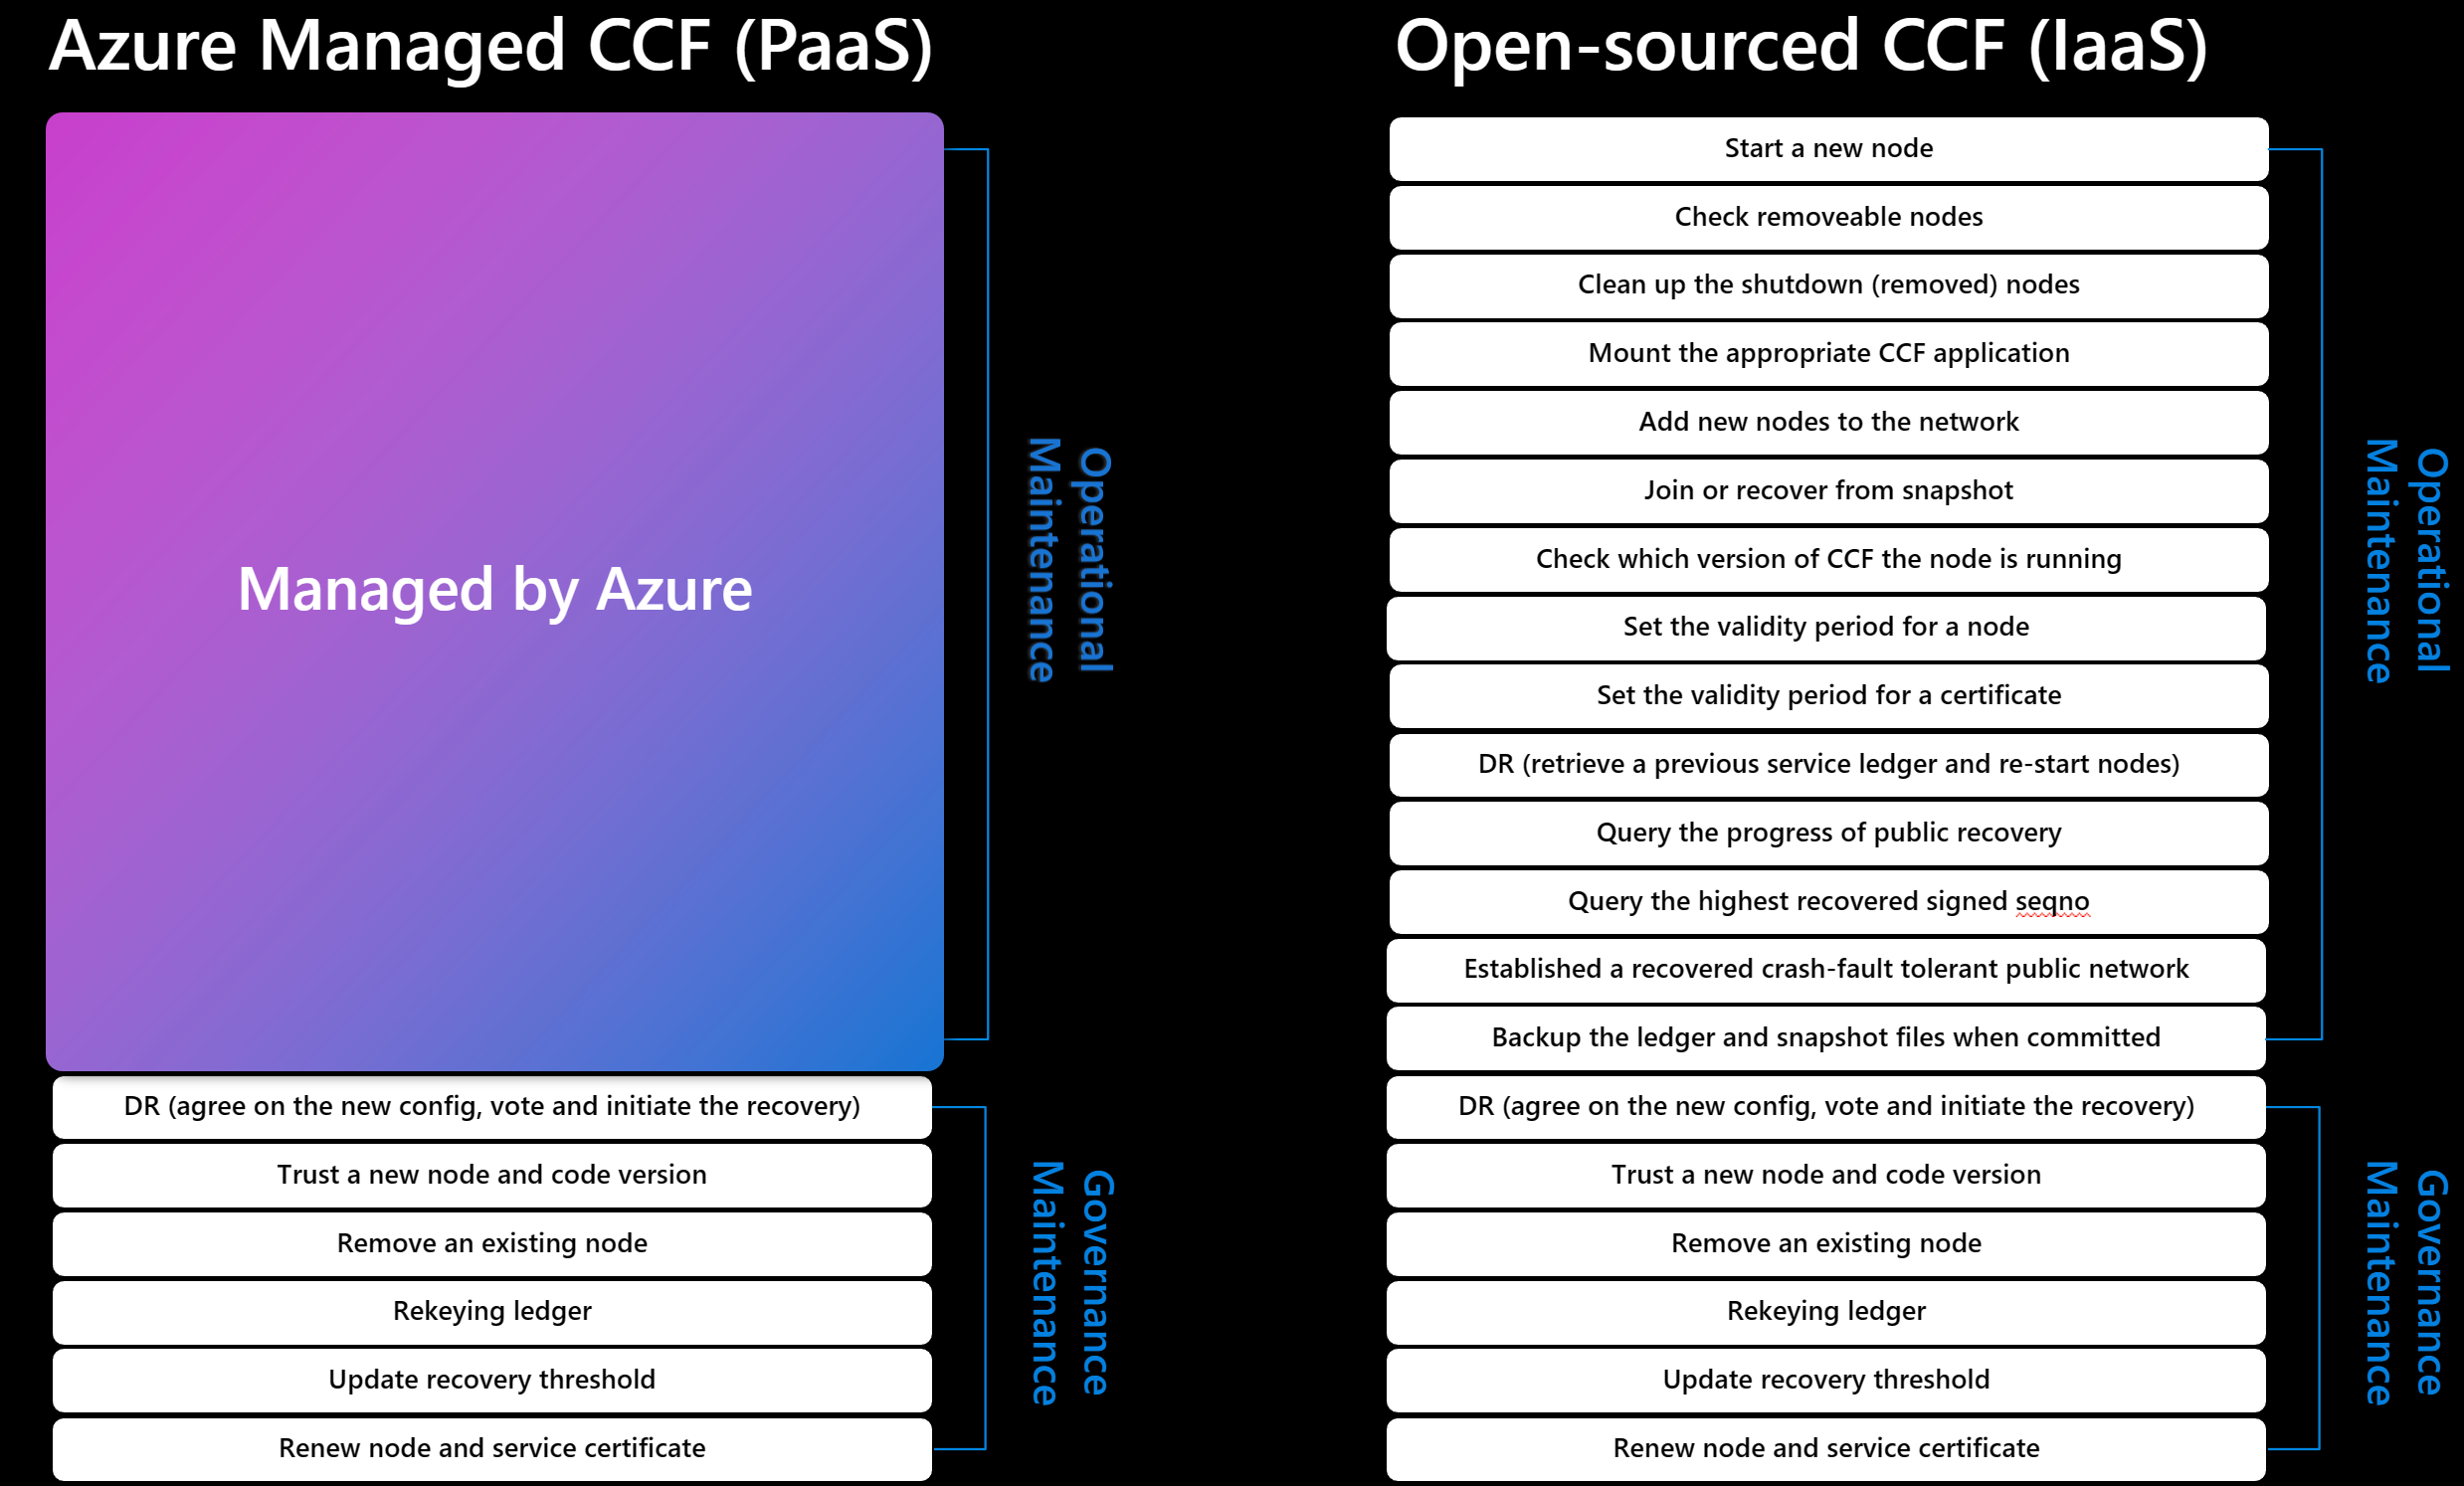 Azure Managed CCF (PaaS)
Managed by Azure
Operational
Maintenance
DR (agree on the new config, vote and initiate the recovery)
Trust a new node and code version
Remove an existing node
Rekeying ledger
Update recovery threshold
Renew node and service certificate
Governance
Maintenance
Open-sourced CCF (IaaS)
Start a new node
Check removeable nodes
Clean up the shutdown (removed) nodes
Mount the appropriate CCF application
Add new nodes to the network
Join or recover from snapshot
Check which version of CCF the node is running
Set the validity period for a node
Set the validity period for a certificate
DR (retrieve a previous service ledger and re-start nodes)
Query the progress of public recovery
Query the highest recovered signed seqno
Established a recovered crash-fault tolerant public network
Backup the ledger and snapshot files when committed
Operational
Maintenance
DR (agree on the new config, vote and initiate the recovery)
Trust a new node and code version
Remove an existing node
Rekeying ledger
Update recovery threshold
Renew node and service certificate
Governance
Maintenance